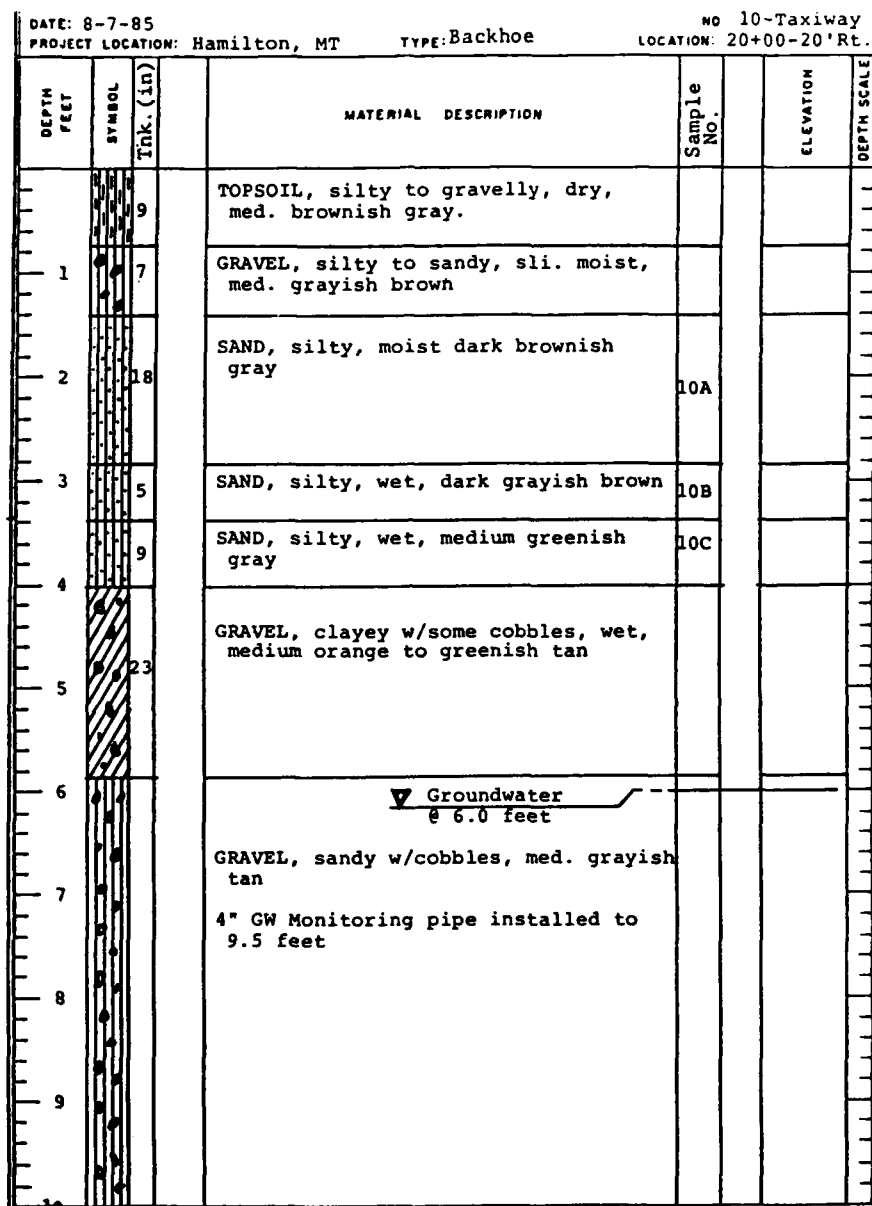 DATE: 8-7-85 NO 10-Taxiway
PROJECT LOCATION: Hamilton, MT TYPE: Backhoe LOCATION: 20+00-20'Rt.
DEPTH FEET
SYMBOL
Thk. (in)
MATERIAL DESCRIPTION
Sample No.
ELEVATION
DEPTH SCALE
TOPSOIL, silty to gravelly, dry,
9
med. brownish gray.
1
7
GRAVEL, silty to sandy, sli. moist,
med. grayish brown
SAND, silty, moist dark brownish
gray
2
18
10A
3
5
SAND, silty, wet, dark grayish brown
10B
SAND, silty, wet, medium greenish
gray
9
10C
4
GRAVEL, clayey w/some cobbles, wet,
medium orange to greenish tan
23
5
6
Groundwater
@ 6.0 feet
GRAVEL, sandy w/cobbles, med. grayish
tan
7
4" GW Monitoring pipe installed to
9.5 feet
8
9